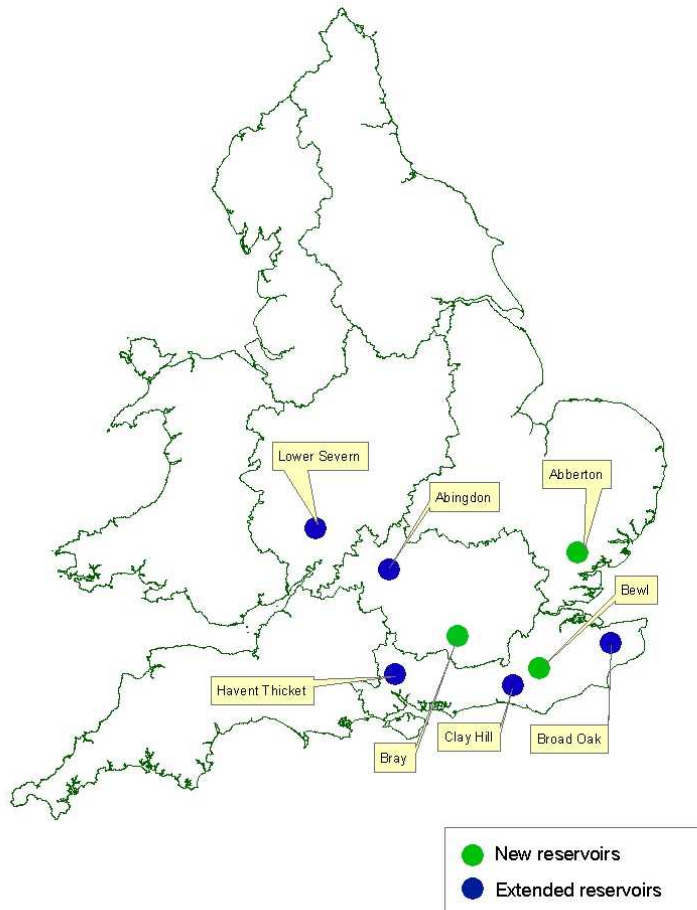 Lower Severn
Abingdon
Abberton
Bewl
Havent Thicket
Bray
Clay Hill
Broad Oak
New reservoirs
Extended reservoirs